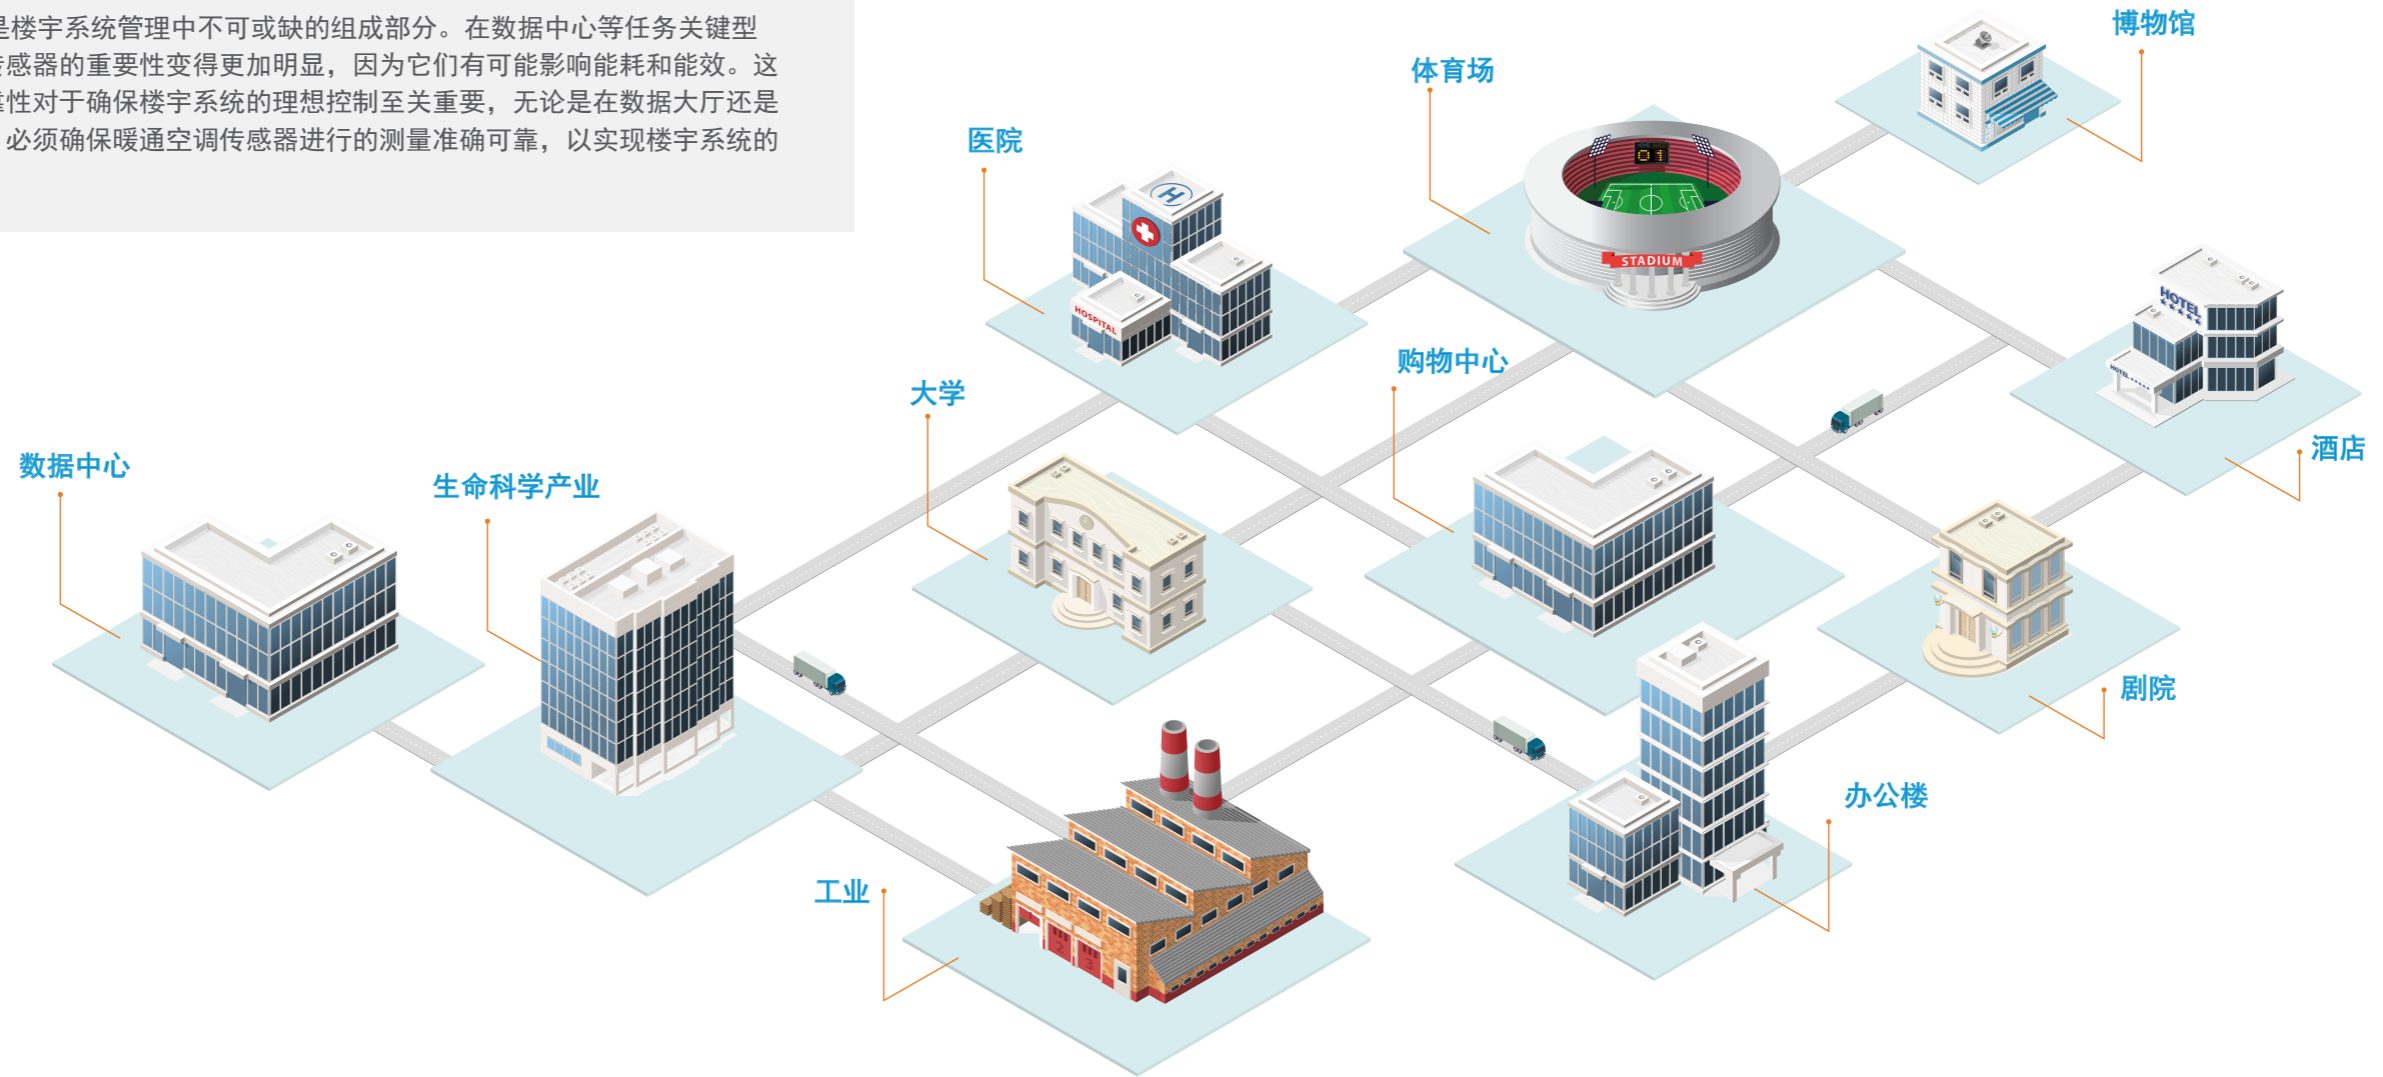 是楼宇系统管理中不可或缺的组成部分。在数据中心等任务关键型
传感器的重要性变得更加明显，因为它们有可能影响能耗和能效。这
靠性对于确保楼宇系统的理想控制至关重要，无论是在数据大厅还是
必须确保暖通空调传感器进行的测量准确可靠，以实现楼宇系统的
博物馆
体育场
医院
01
H
STADIUM
HOSPITAL
HOTEL
HOTEL
购物中心
大学
酒店
数据中心
生命科学产业
剧院
办公楼
工业
2
3